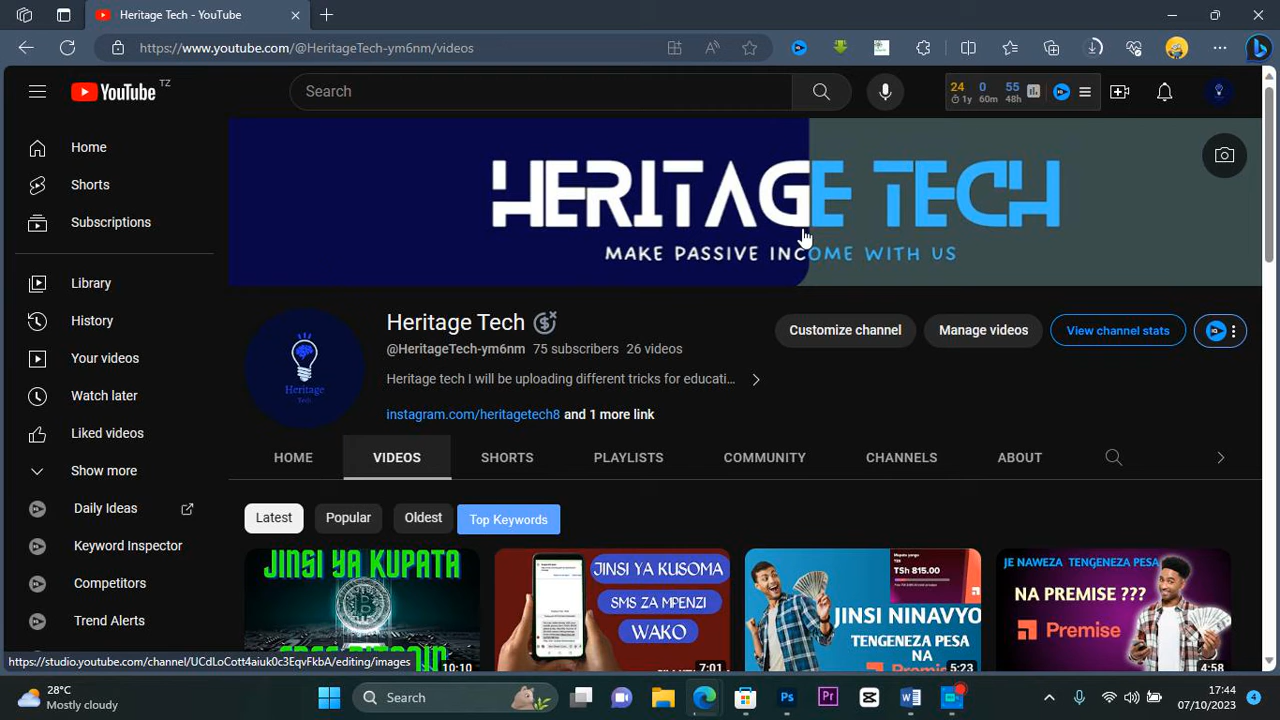 Heritage Tech - YouTube
https://www.youtube.com/@HeritageTech-ym6nm/videos
YouTube TZ
Search
24 0 55
1y 60m 48h
Home
Shorts
Subscriptions
Library
History
Your videos
Watch later
Liked videos
Show more
Daily Ideas
Keyword Inspector
Competitors
Trend Alerts
HERITAGE TECH
MAKE PASSIVE INCOME WITH US
Heritage Tech
Heritage Tech
@HeritageTech-ym6nm 75 subscribers 26 videos
Heritage tech I will be uploading different tricks for educati...
instagram.com/heritagetech8 and 1 more link
Customize channel
Manage videos
View channel stats
HOME
VIDEOS
SHORTS
PLAYLISTS
COMMUNITY
CHANNELS
ABOUT
Latest
Popular
Oldest
Top Keywords
JINSI YA KUPATA
FREE BITCOIN
10:10
JINSI YA KUSOMA
SMS ZA MPENZI
WAKO
7:01
TSh 815.00
JINSI NINAVYO
TENGENEZA PESA
NA
Premise
5:23
JE NAWEZA TENGENEZA PESA
NA PREMISE ???
Premise
4:58
https://studio.youtube.com/channel/UCdLoCott4aiuk0c3EqvFkbA/editing/images
28°C
Mostly cloudy
Search
17:44
07/10/2023
4